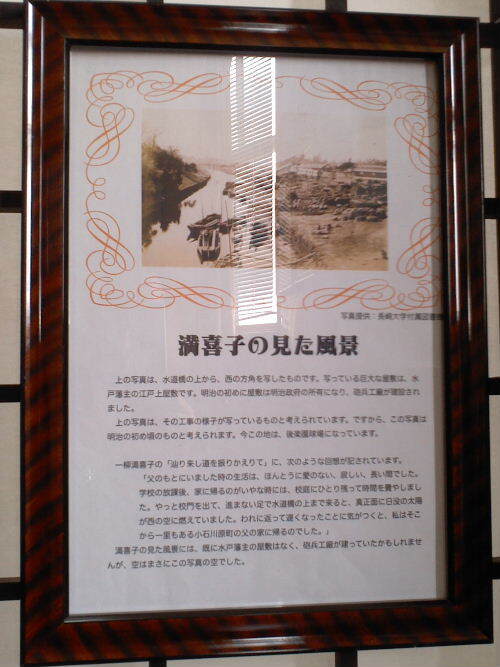 写真提供:長崎大学付属図書館
満喜子の見た風景
上の写真は、水道橋の上から、西の方角を写したものです。写っている巨大な屋敷は、水
戸藩主の江戸上屋敷です。明治の初めに屋敷は明治政府の所有になり、砲兵工廠が建設され
ました。
上の写真は、その工事の様子が写っているものと考えられています。ですから、この写真は
明治の初め頃のものと考えられます。今この地は、後楽園球場になっています。
一柳満喜子の「辿り来し道を振りかえりて」に、次のような回想が記されています。
「父のもとにいました時の生活は、ほんとうに愛のない、寂しい、長い間でした。
学校の放課後、家に帰るのがいやな時には、校庭にひとり残って時間を費やしまし
た。やっと校門を出て、進まない足で水道橋の上まで来ると、真正面に日没の太陽
が西の空に燃えていました。われに返って遅くなったことに気がつくと、私はそこ
から一里もある小石川原町の父の家に帰るのでした。」
満喜子の見た風景には、既に水戸藩主の屋敷はなく、砲兵工廠が建っていたかもしれませ
んが、空はまさにこの写真の空でした。